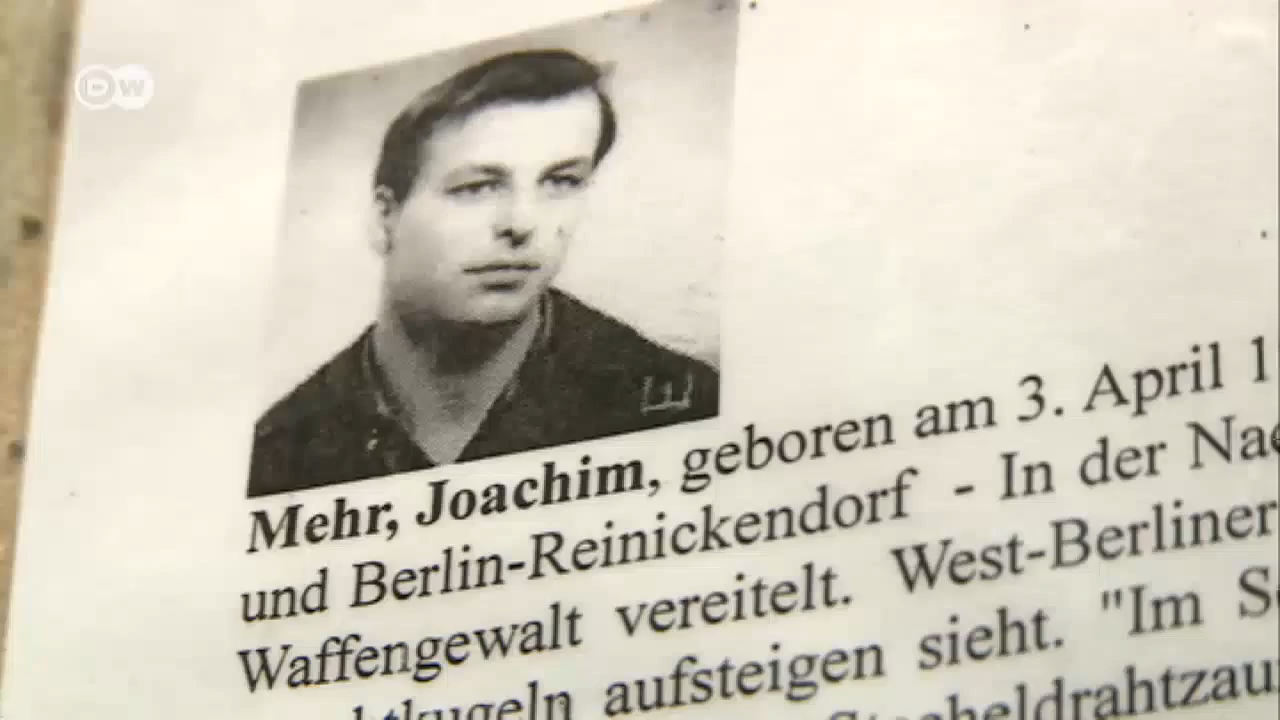 DW
Mehr, Joachim, geboren am 3. April 1
und Berlin-Reinickendorf - In der
Waffengewalt vereitelt. West-Berliner
aufsteigen sieht. "Im